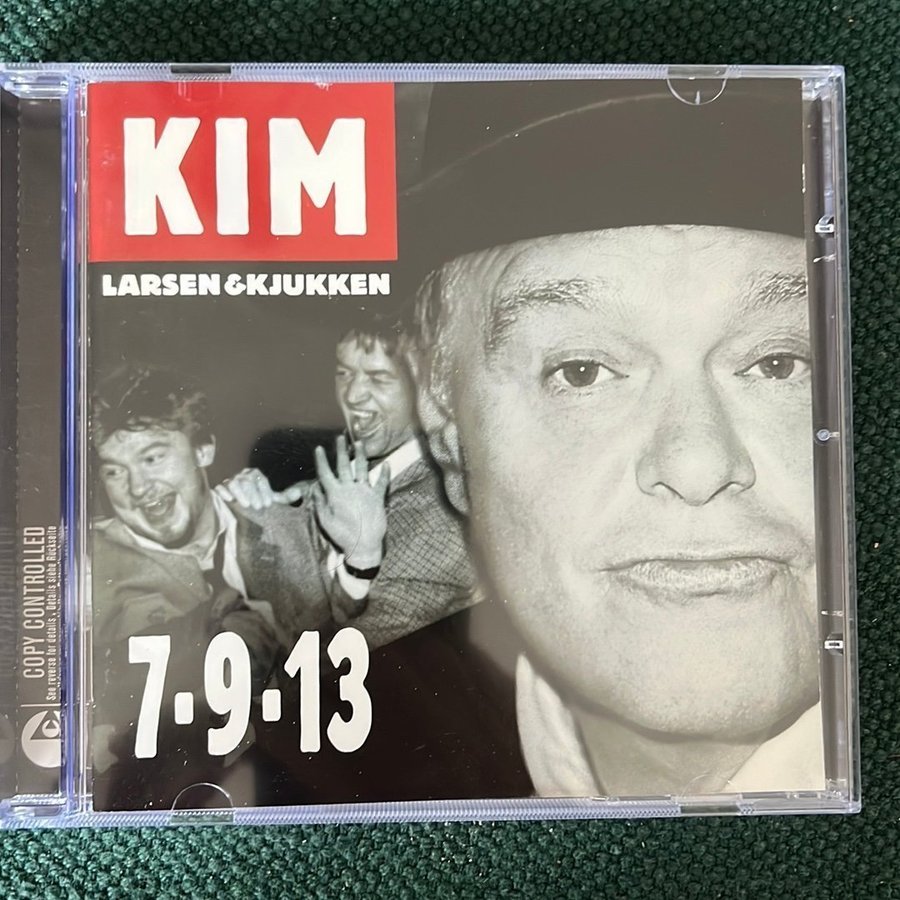 KIM
LARSEN & KJUKKEN
7-9-13
COPY CONTROLLED
See reverse for details . Details siehe Rückseite